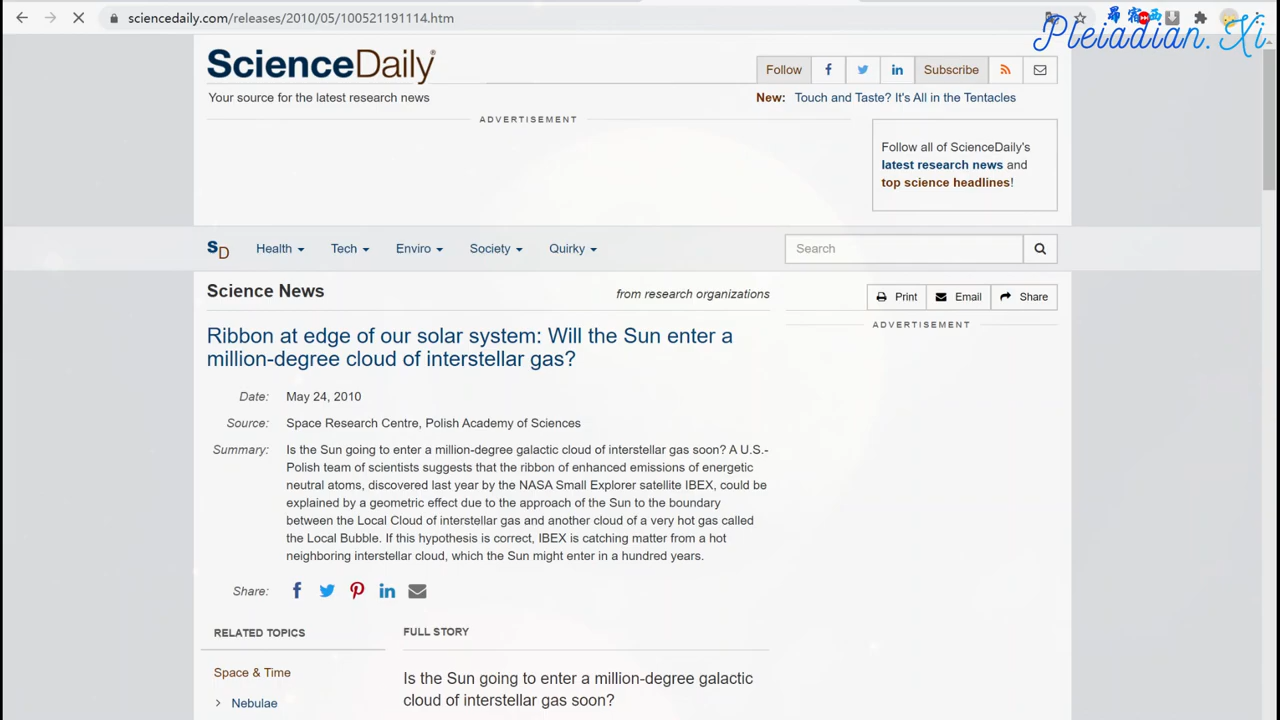 sciencedaily.com/releases/2010/05/100521191114.htm
昴宿西
Pleiadian.Xi
ScienceDaily®
Follow
Subscribe
Your source for the latest research news
New: Touch and Taste? It's All in the Tentacles
ADVERTISEMENT
Follow all of ScienceDaily's
latest research news and
top science headlines!
SD Health Tech Enviro Society Quirky Search
Science News
from research organizations
Print Email Share
ADVERTISEMENT
Ribbon at edge of our solar system: Will the Sun enter a
million-degree cloud of interstellar gas?
Date: May 24, 2010
Source: Space Research Centre, Polish Academy of Sciences
Summary: Is the Sun going to enter a million-degree galactic cloud of interstellar gas soon? A U.S.-
Polish team of scientists suggests that the ribbon of enhanced emissions of energetic
neutral atoms, discovered last year by the NASA Small Explorer satellite IBEX, could be
explained by a geometric effect due to the approach of the Sun to the boundary
between the Local Cloud of interstellar gas and another cloud of a very hot gas called
the Local Bubble. If this hypothesis is correct, IBEX is catching matter from a hot
neighboring interstellar cloud, which the Sun might enter in a hundred years.
Share:
RELATED TOPICS
Space & Time
Nebulae
FULL STORY
Is the Sun going to enter a million-degree galactic
cloud of interstellar gas soon?